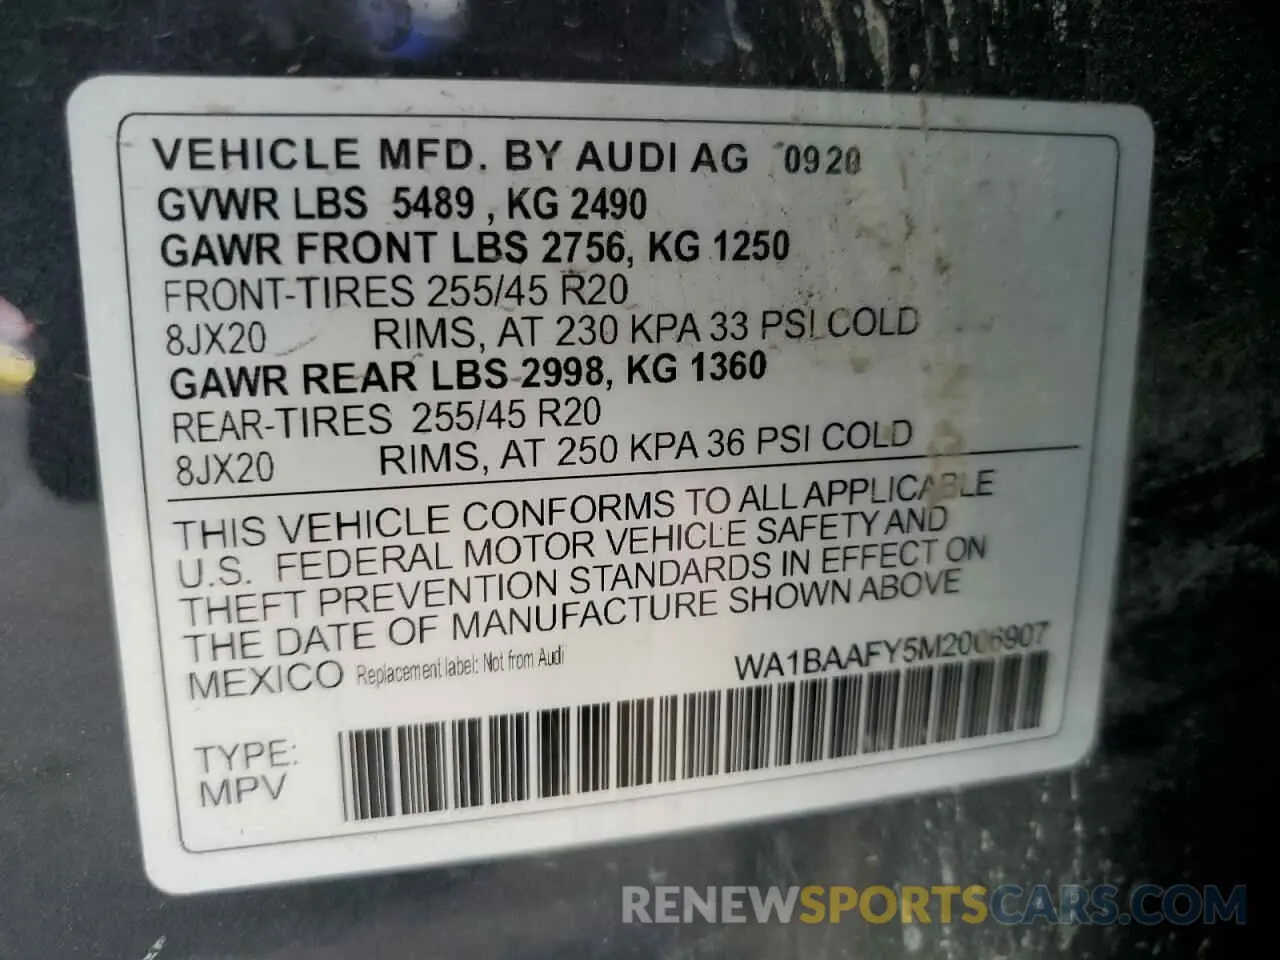 VEHICLE MFD. BY AUDI AG 0920
GVWR LBS 5489 , KG 2490
GAWR FRONT LBS 2756, KG 1250
FRONT-TIRES 255/45 R20
8JX20 RIMS, AT 230 KPA 33 PSI COLD
GAWR REAR LBS 2998, KG 1360
REAR-TIRES 255/45 R20
8JX20 RIMS, AT 250 KPA 36 PSI COLD
THIS VEHICLE CONFORMS TO ALL APPLICABLE
U.S. FEDERAL MOTOR VEHICLE SAFETY AND
THEFT PREVENTION STANDARDS IN EFFECT ON
THE DATE OF MANUFACTURE SHOWN ABOVE
MEXICO Replacement label: Not from Audi
WA1BAAFY5M2006907
TYPE:
MPV
RENEWSPORTSCARS.COM